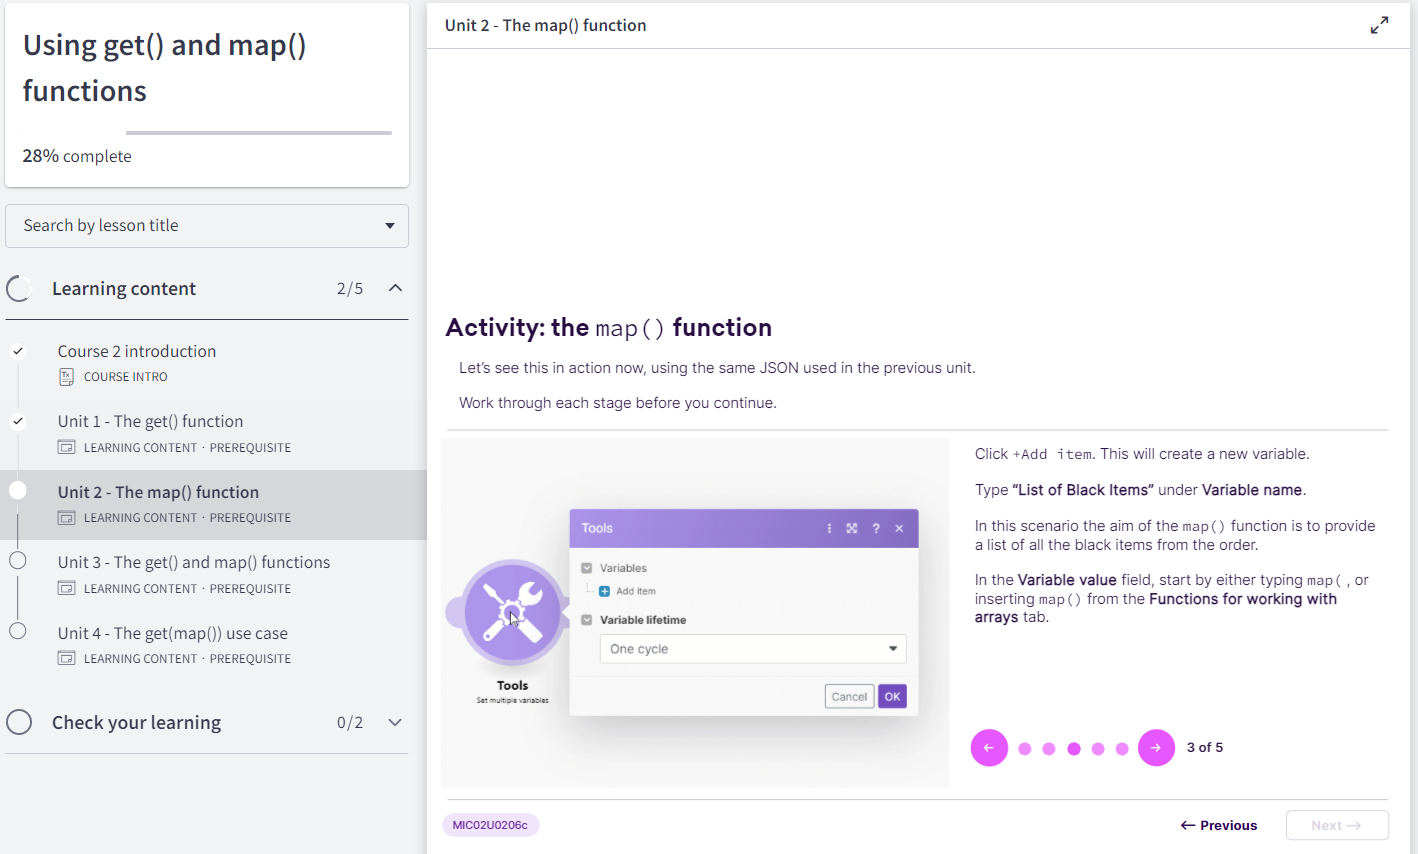 Using get() and map()
functions
28% complete
Search by lesson title
Learning content 2/5
Course 2 introduction
COURSE INTRO
Unit 1 - The get() function
LEARNING CONTENT · PREREQUISITE
Unit 2 - The map() function
LEARNING CONTENT · PREREQUISITE
Unit 3 - The get() and map() functions
LEARNING CONTENT · PREREQUISITE
Unit 4 - The get(map()) use case
LEARNING CONTENT · PREREQUISITE
Check your learning 0/2
Unit 2 - The map() function
Activity: the map() function
Let’s see this in action now, using the same JSON used in the previous unit.
Work through each stage before you continue.
Tools
Variables
Add item
Variable lifetime
One cycle
Cancel OK
Tools
Set multiple variables
Click +Add item. This will create a new variable.
Type “List of Black Items” under Variable name.
In this scenario the aim of the map() function is to provide
a list of all the black items from the order.
In the Variable value field, start by either typing map( , or
inserting map() from the Functions for working with
arrays tab.
3 of 5
MIC02U0206c
← Previous
Next →